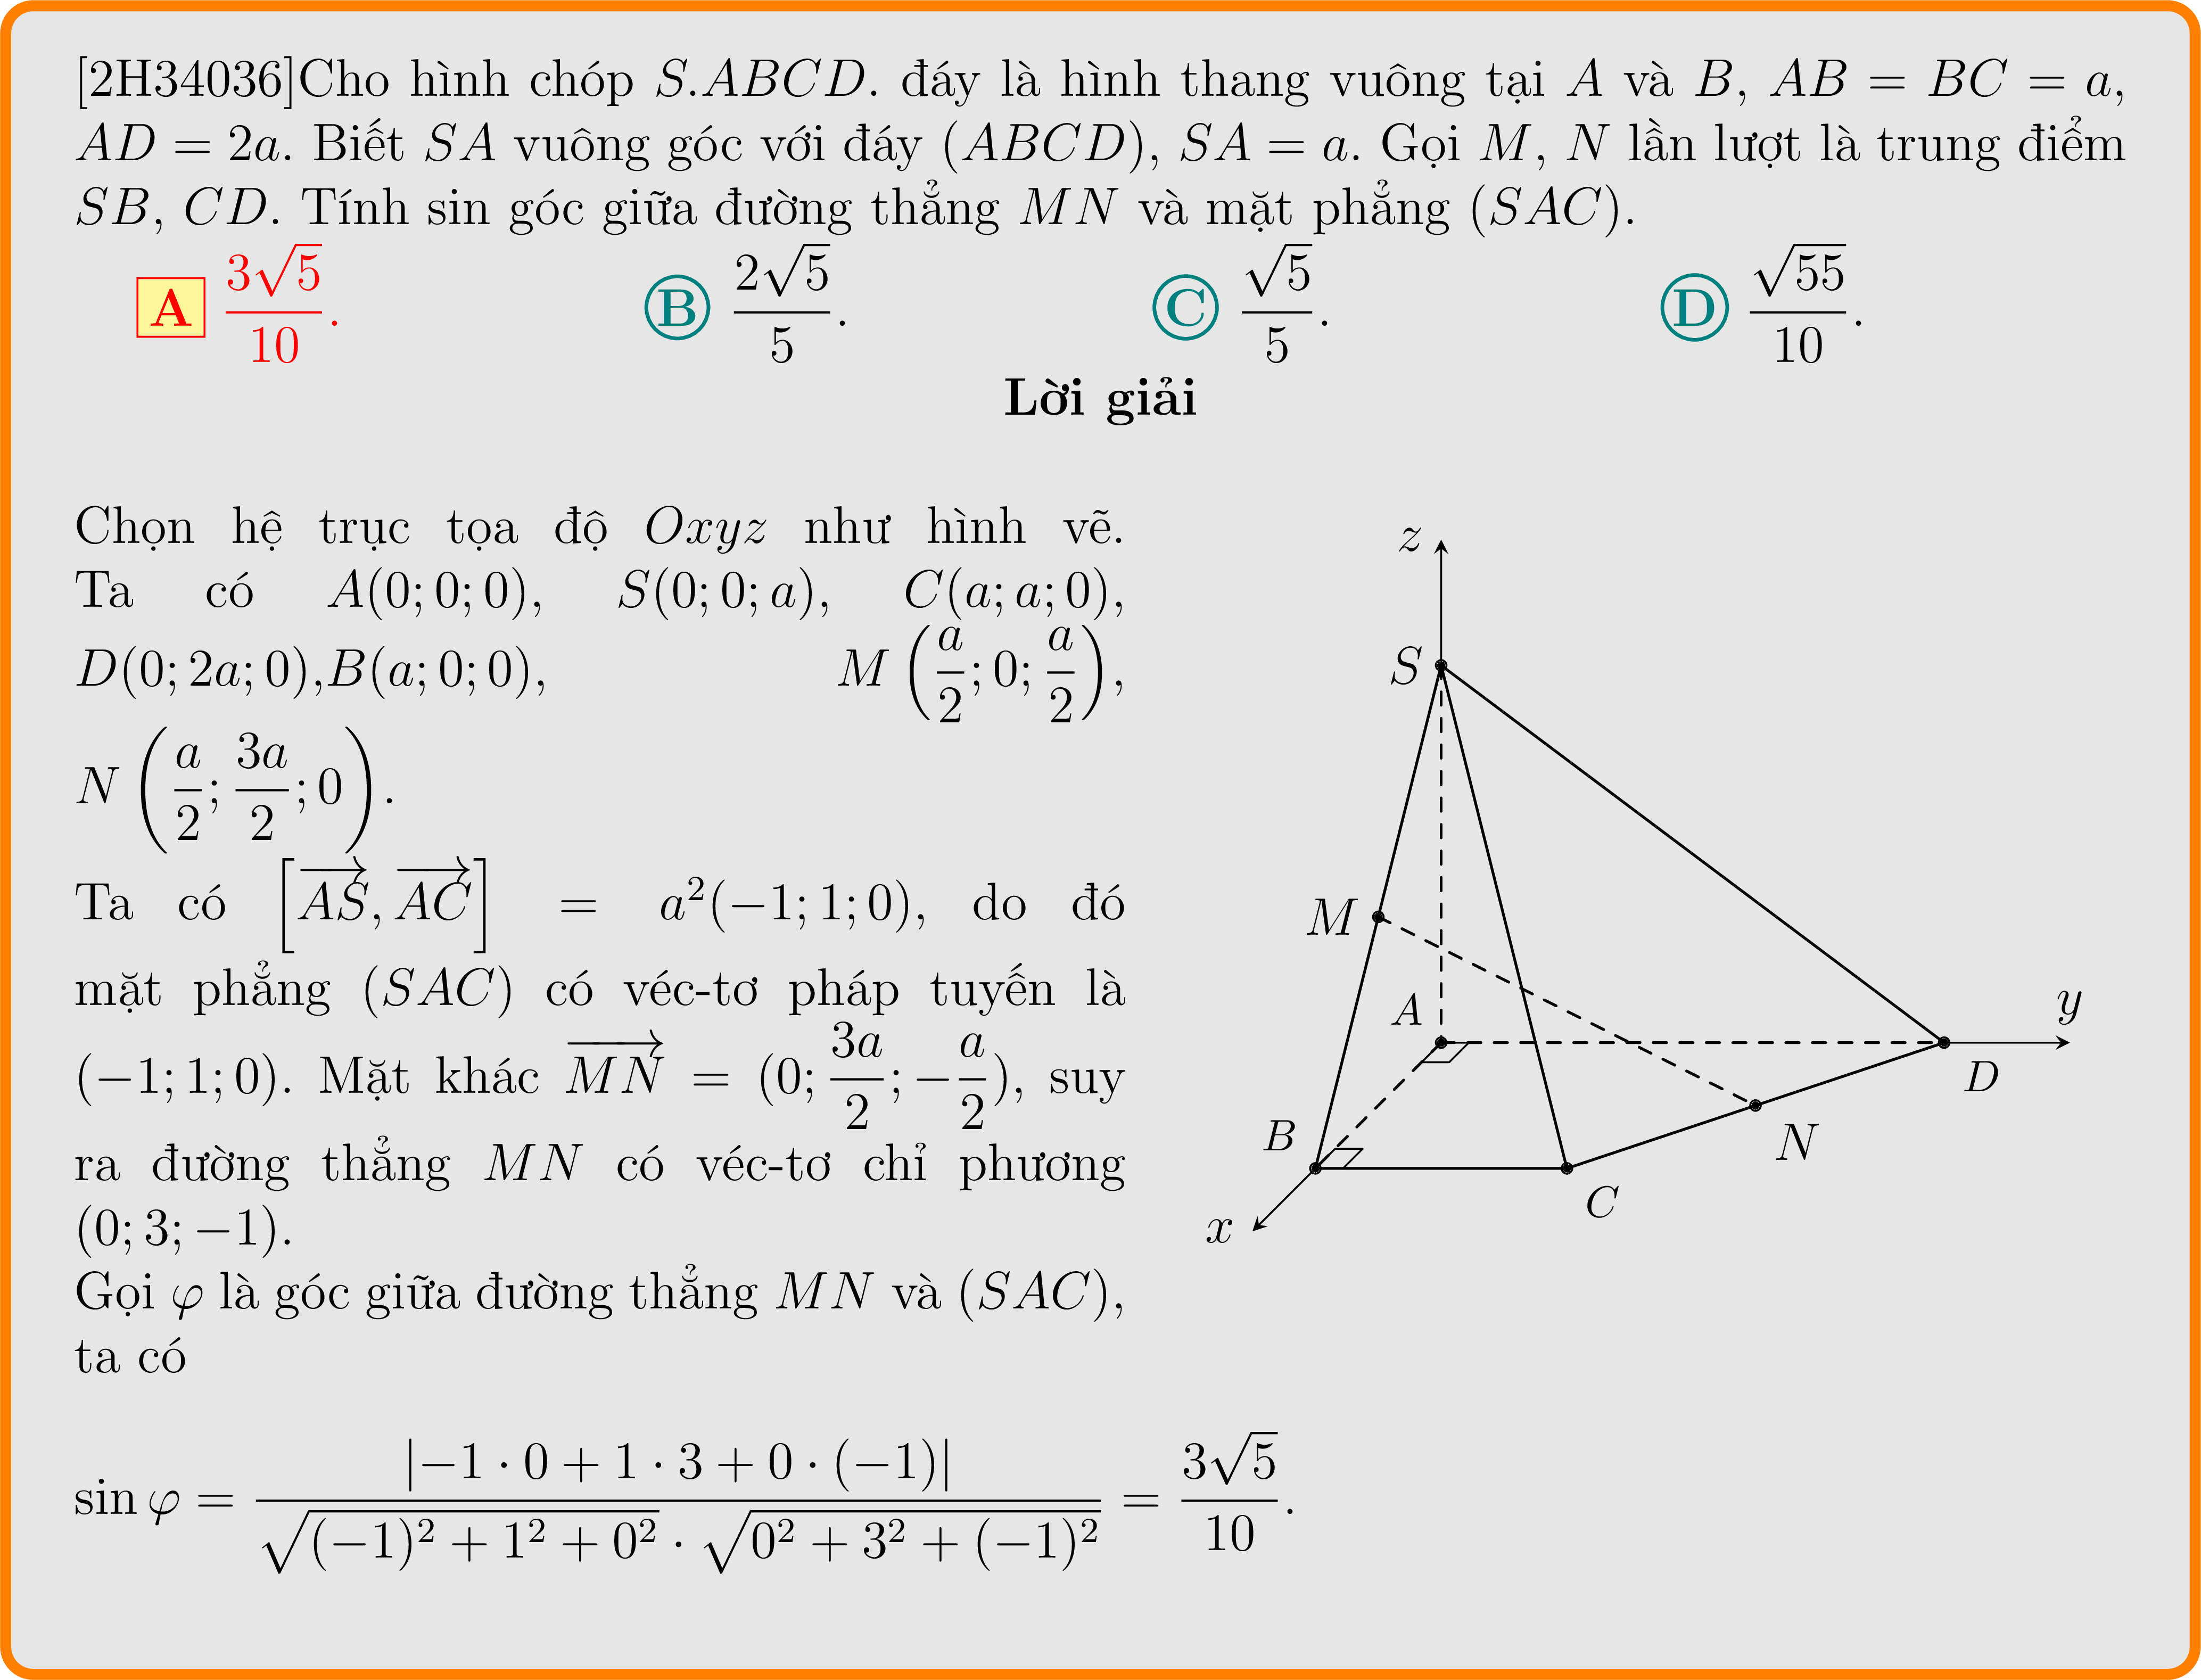 [2H34036]Cho hình chóp S.ABCD. đáy là hình thang vuông tại A và B, AB = BC = a,
AD = 2a. Biết SA vuông góc với đáy (ABCD), SA = a. Gọi M, N lần lượt là trung điểm
SB, CD. Tính sin góc giữa đường thẳng MN và mặt phẳng (SAC).
A \frac{3\sqrt{5}}{10}. B \frac{2\sqrt{5}}{5}. C \frac{\sqrt{5}}{5}. D \frac{\sqrt{55}}{10}.
Lời giải
Chọn hệ trục tọa độ Oxyz như hình vẽ.
Ta có A(0; 0; 0), S(0; 0; a), C(a; a; 0),
D(0; 2a; 0),B(a; 0; 0), M\left(\frac{a}{2}; 0; \frac{a}{2}\right),
N\left(\frac{a}{2}; \frac{3a}{2}; 0\right).
Ta có \left[\overrightarrow{AS}, \overrightarrow{AC}\right] = a^2(−1; 1; 0), do đó
mặt phẳng (SAC) có véc-tơ pháp tuyến là
(−1; 1; 0). Mặt khác \overrightarrow{MN} = (0; \frac{3a}{2}; −\frac{a}{2}), suy
ra đường thẳng MN có véc-tơ chỉ phương
(0; 3; −1).
Gọi φ là góc giữa đường thẳng MN và (SAC),
ta có
\sin φ = \frac{|−1 · 0 + 1 · 3 + 0 · (−1)|}{\sqrt{(−1)^2 + 1^2 + 0^2} · \sqrt{0^2 + 3^2 + (−1)^2}} = \frac{3\sqrt{5}}{10}.
z
S
M
A
y
D
B
N
C
x